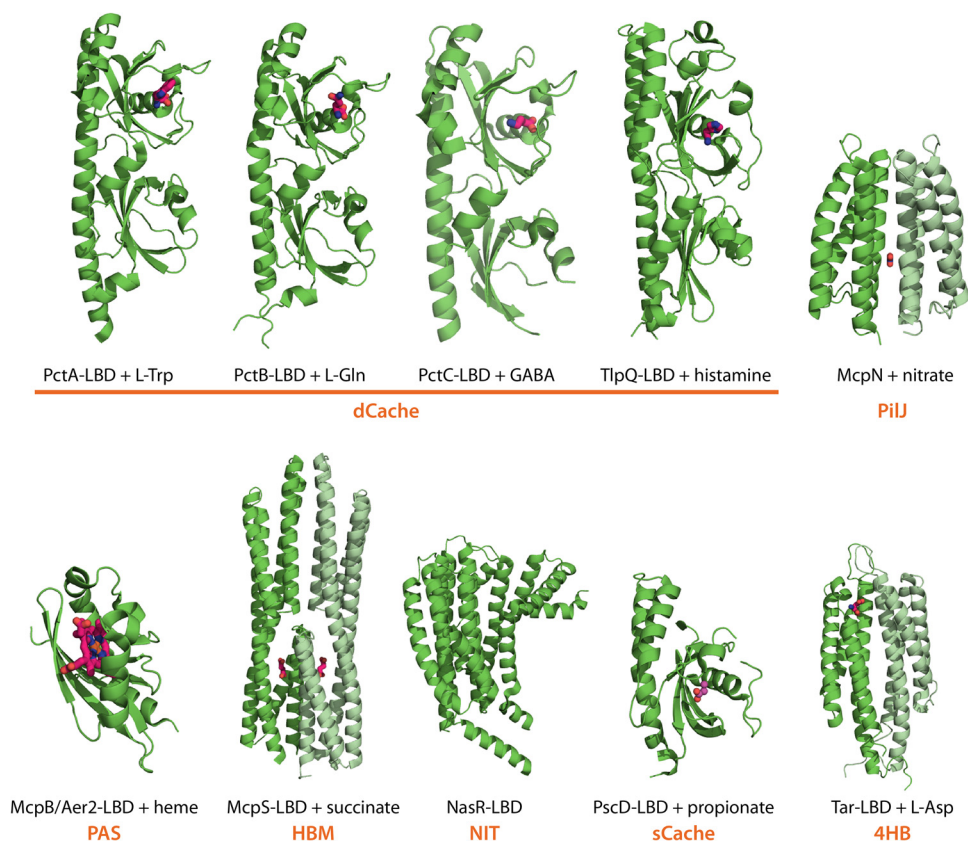 PctA-LBD + L-Trp
PctB-LBD + L-Gln
PctC-LBD + GABA
TlpQ-LBD + histamine
McpN + nitrate
dCache
PilJ
McpB/Aer2-LBD + heme
McpS-LBD + succinate
NasR-LBD
PscD-LBD + propionate
Tar-LBD + L-Asp
PAS
HBM
NIT
sCache
4HB